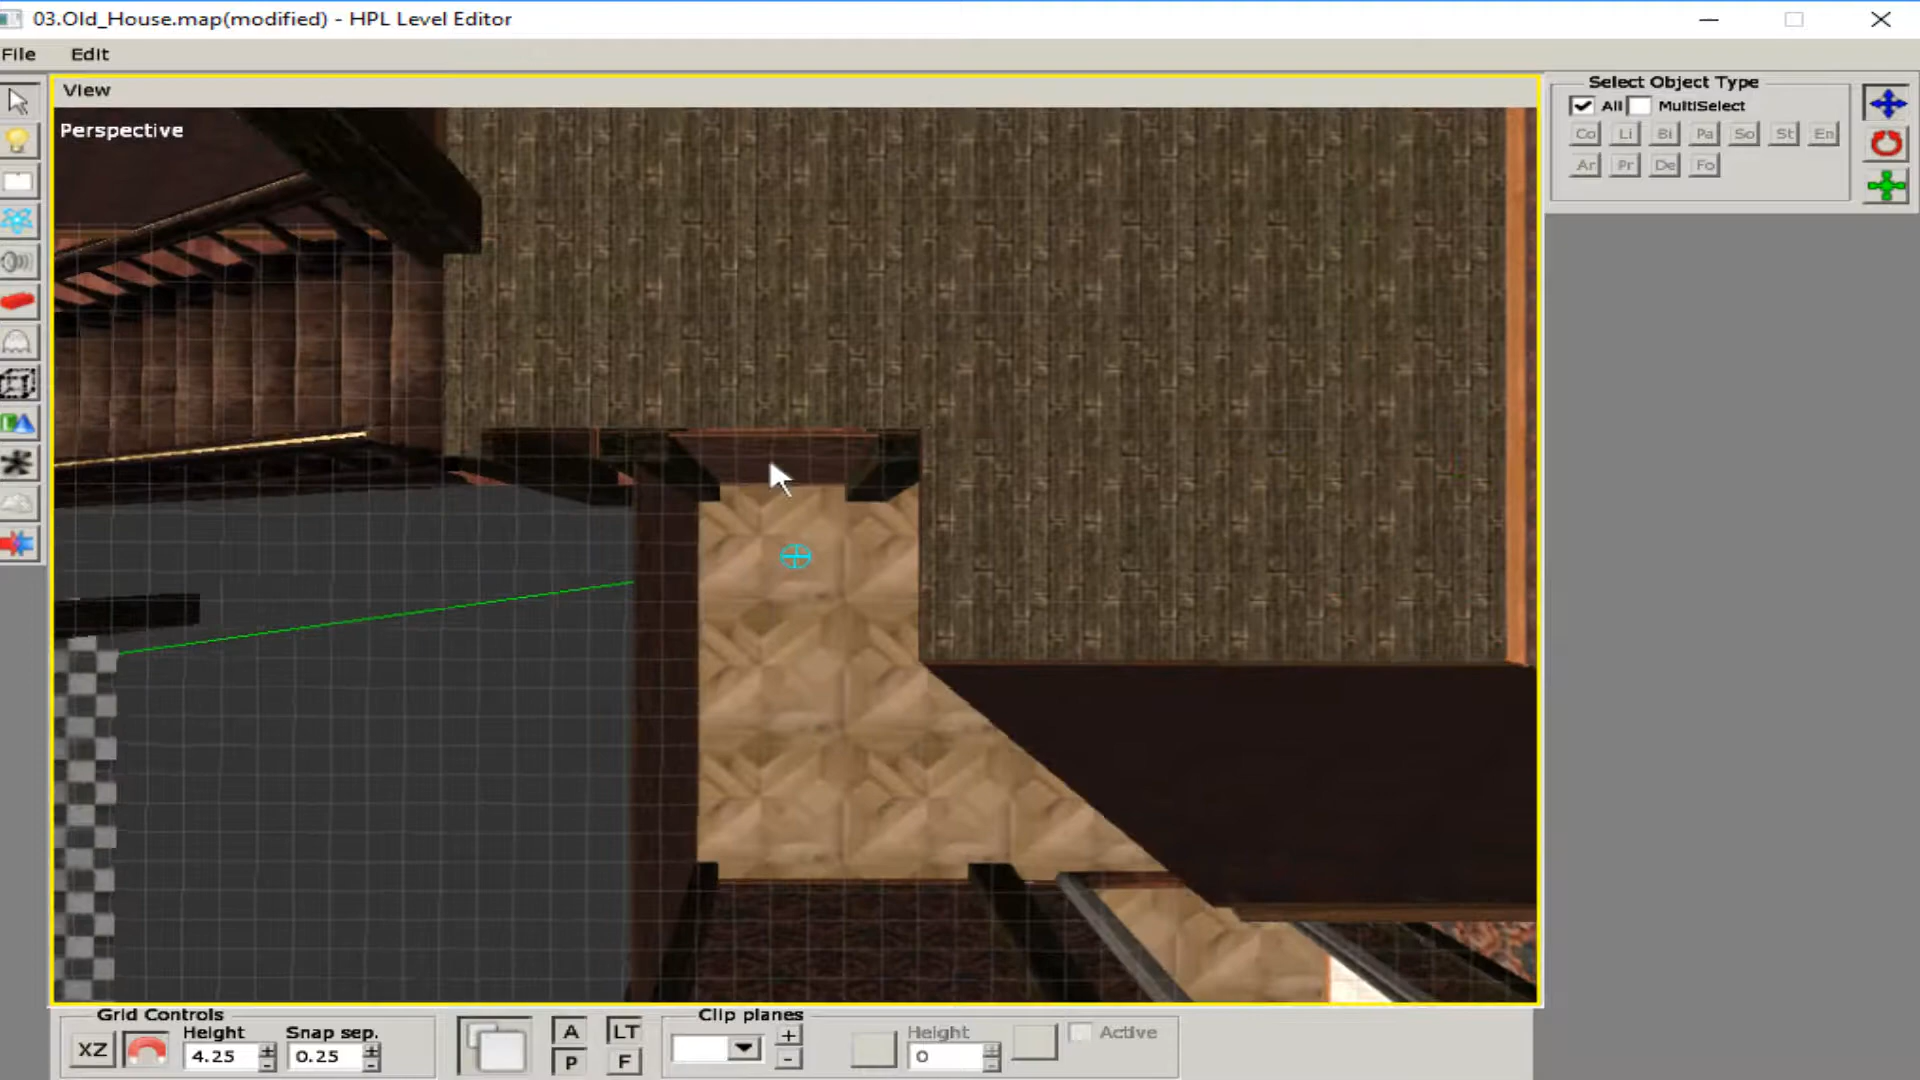 03.Old_House.map(modified) - HPL Level Editor
File Edit
View
Perspective
Select Object Type
All MultiSelect
Co Li Bi Pa So St En
Ar Pr De Fo
Grid Controls
Height Snap sep.
XZ 4.25 0.25
A LT
P F
Clip planes
+
-
Height
0
Active